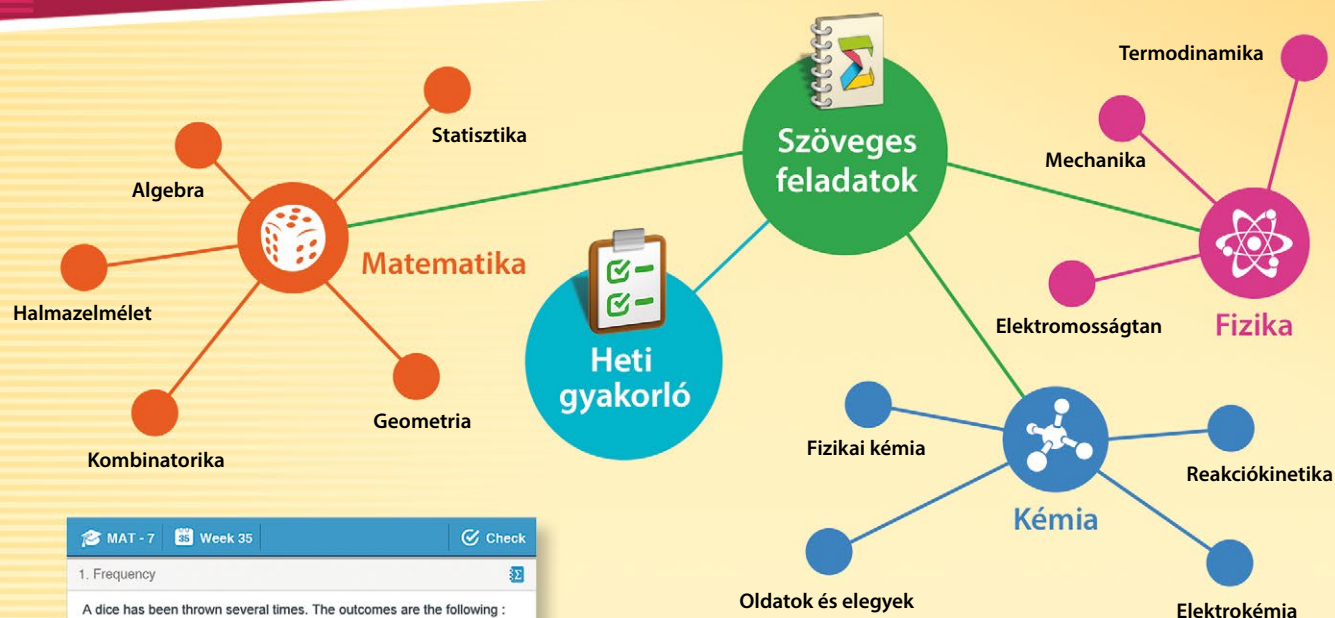 Szöveges
feladatok
Heti
gyakorló
Matematika
Statisztika
Algebra
Halmazelmélet
Kombinatorika
Geometria
Termodinamika
Mechanika
Elektromosságtan
Fizika
Fizikai kémia
Reakciókinetika
Kémia
Oldatok és elegyek
Elektrokémia
MAT - 7 35 Week 35 Check
1. Frequency Σ
A dice has been thrown several times. The outcomes are the following :